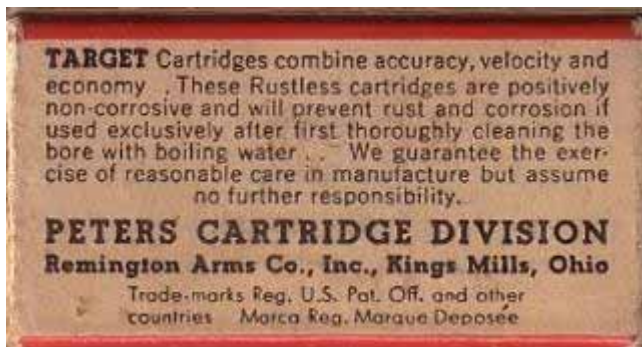 TARGET Cartridges combine accuracy, velocity and
economy . These Rustless cartridges are positively
non-corrosive and will prevent rust and corrosion if
used exclusively after first thoroughly cleaning the
bore with boiling water . . We guarantee the exer-
cise of reasonable care in manufacture but assume
no further responsibility.
PETERS CARTRIDGE DIVISION
Remington Arms Co., Inc., Kings Mills, Ohio
Trade-marks Reg. U.S. Pat. Off. and other
countries Marca Reg. Marque Deposée